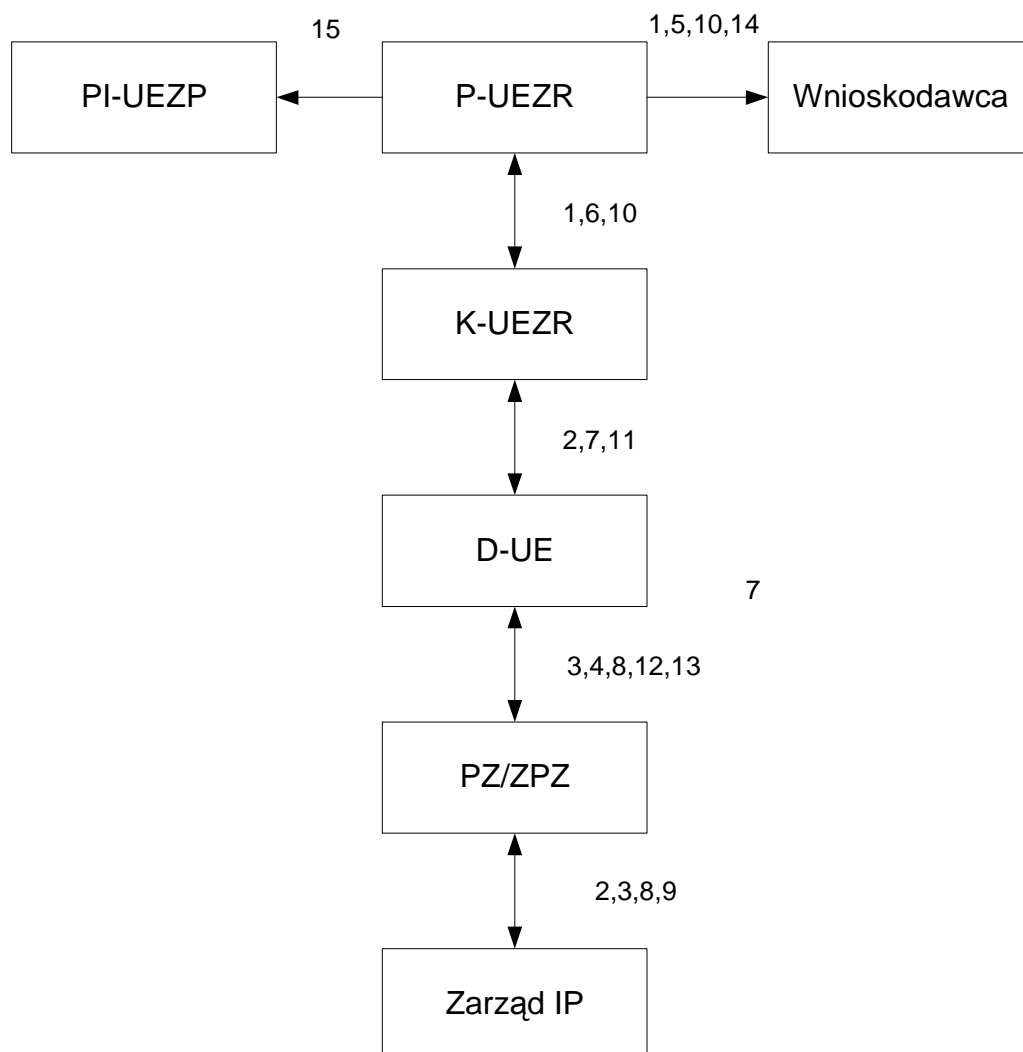 15
1,5,10,14
PI-UEZP
P-UEZR
Wnioskodawca
1,6,10
K-UEZR
2,7,11
D-UE
7
3,4,8,12,13
PZ/ZPZ
2,3,8,9
Zarząd IP